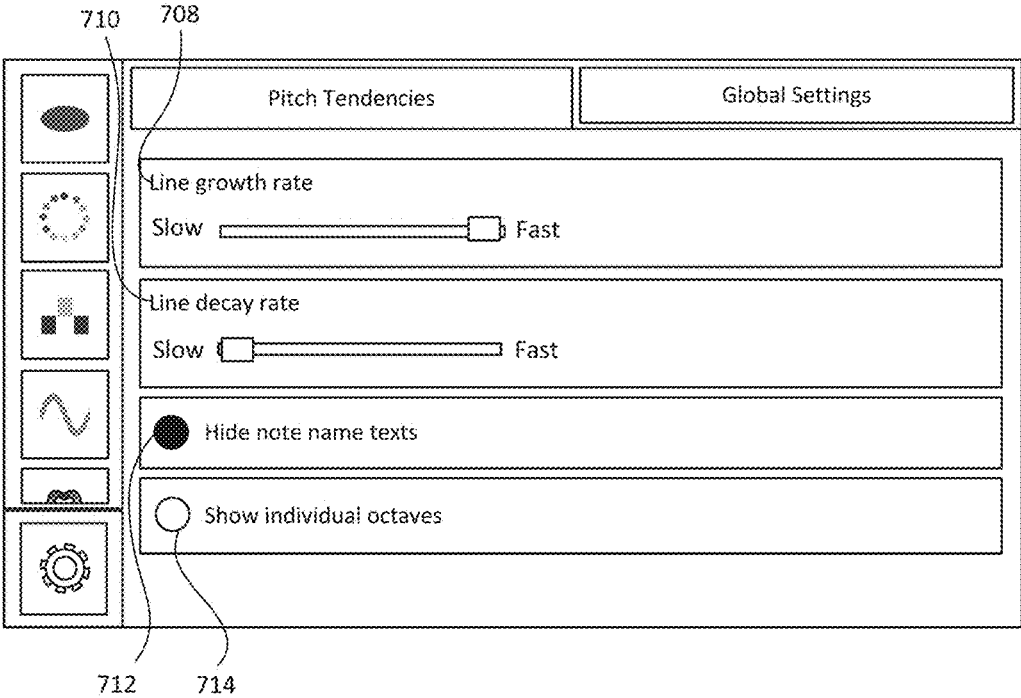 710 708
Pitch Tendencies
Global Settings
Line growth rate
Slow Fast
Line decay rate
Slow Fast
Hide note name texts
Show individual octaves
712 714